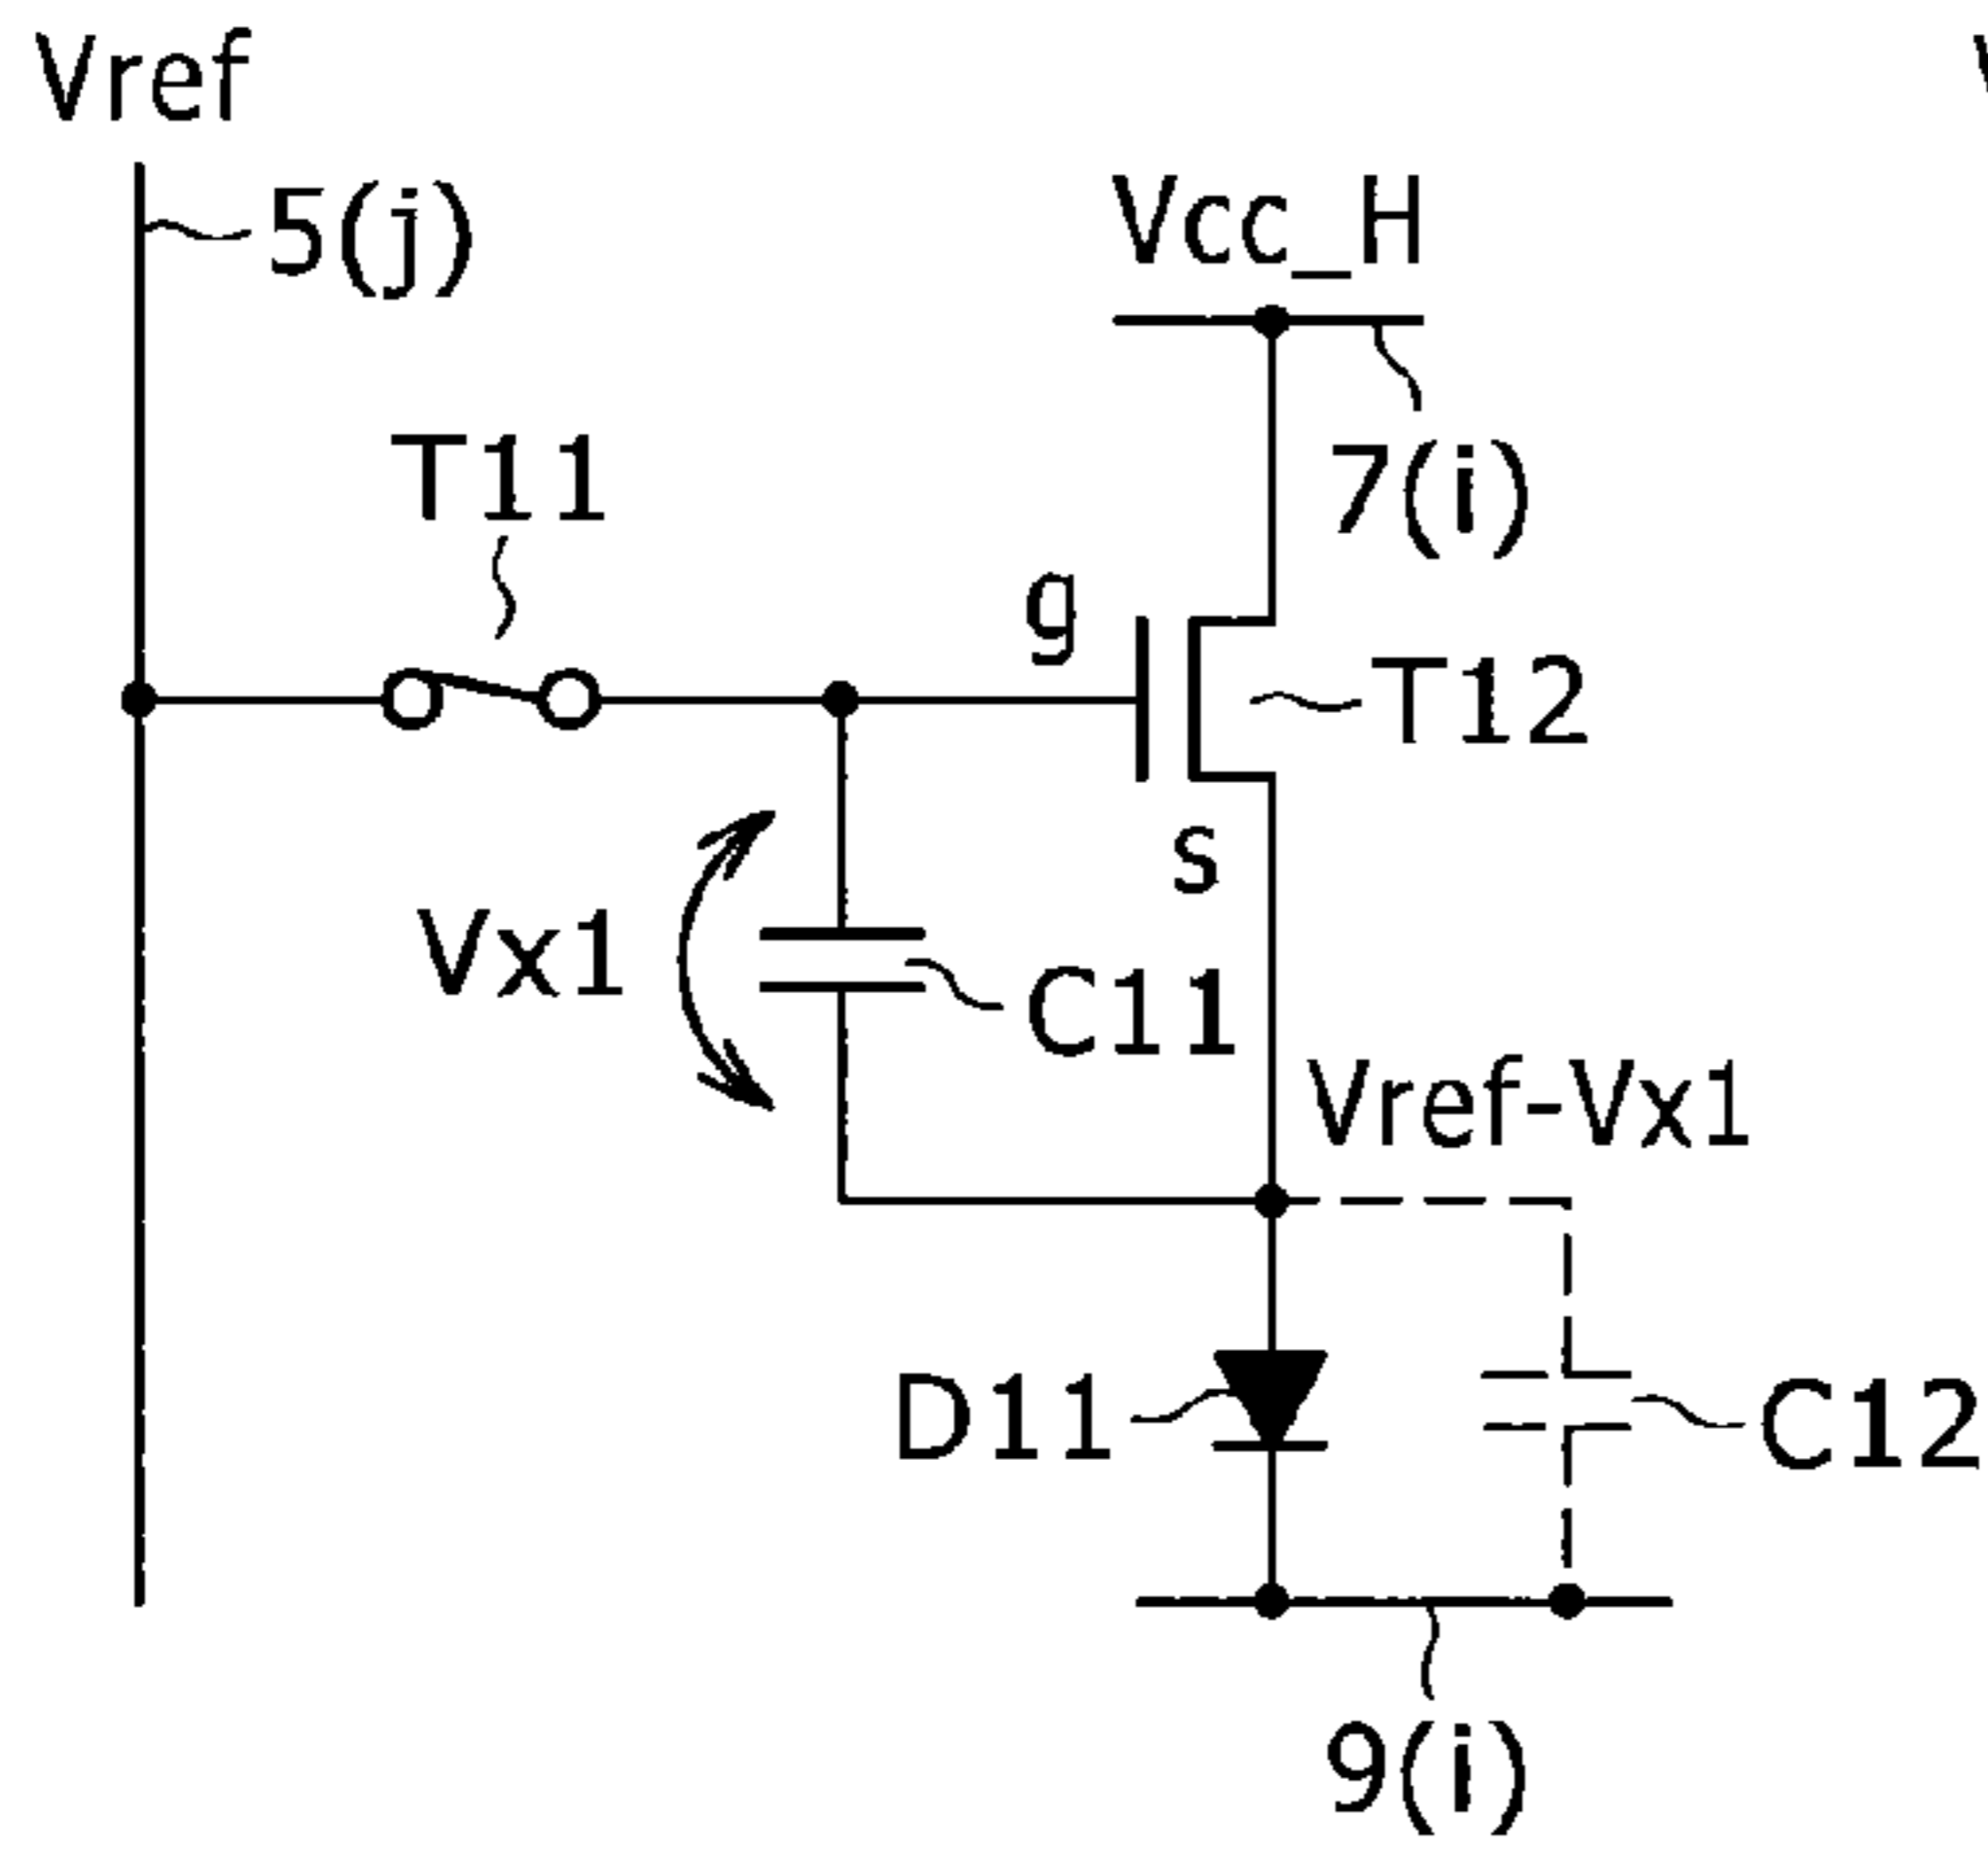 Vref
5(j)
Vcc_H
7(i)
T11
g
T12
s
Vx1
C11
Vref-Vx1
D11
C12
9(i)